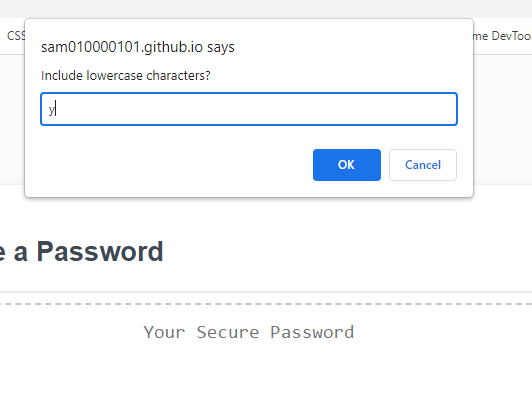 CSS
me DevToo
sam010000101.github.io says
Include lowercase characters?
y
OK
Cancel
e a Password
Your Secure Password